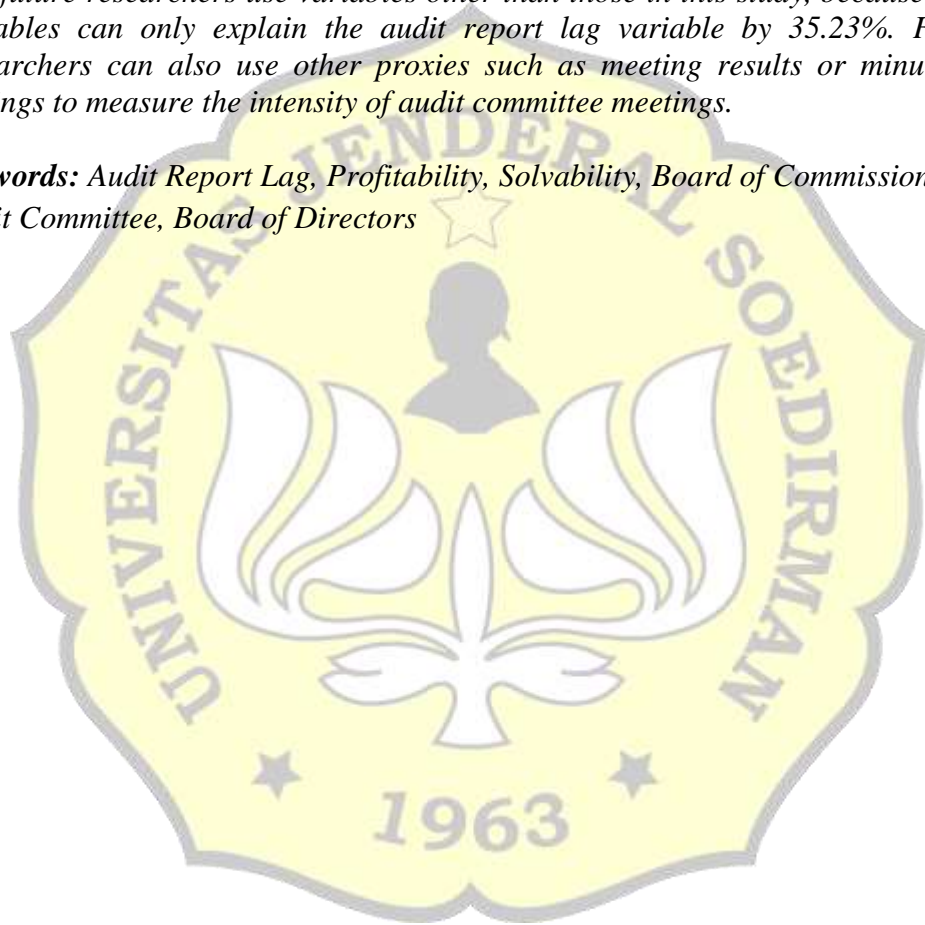 future researchers use variables other than those in this study, because
ables can only explain the audit report lag variable by 35.23%. F
archers can also use other proxies such as meeting results or minu
ngs to measure the intensity of audit committee meetings.
words: Audit Report Lag, Profitability, Solvability, Board of Commission
it Committee, Board of Directors
UNIVERSITAS JENDERAL SOEDIRMAN
1963